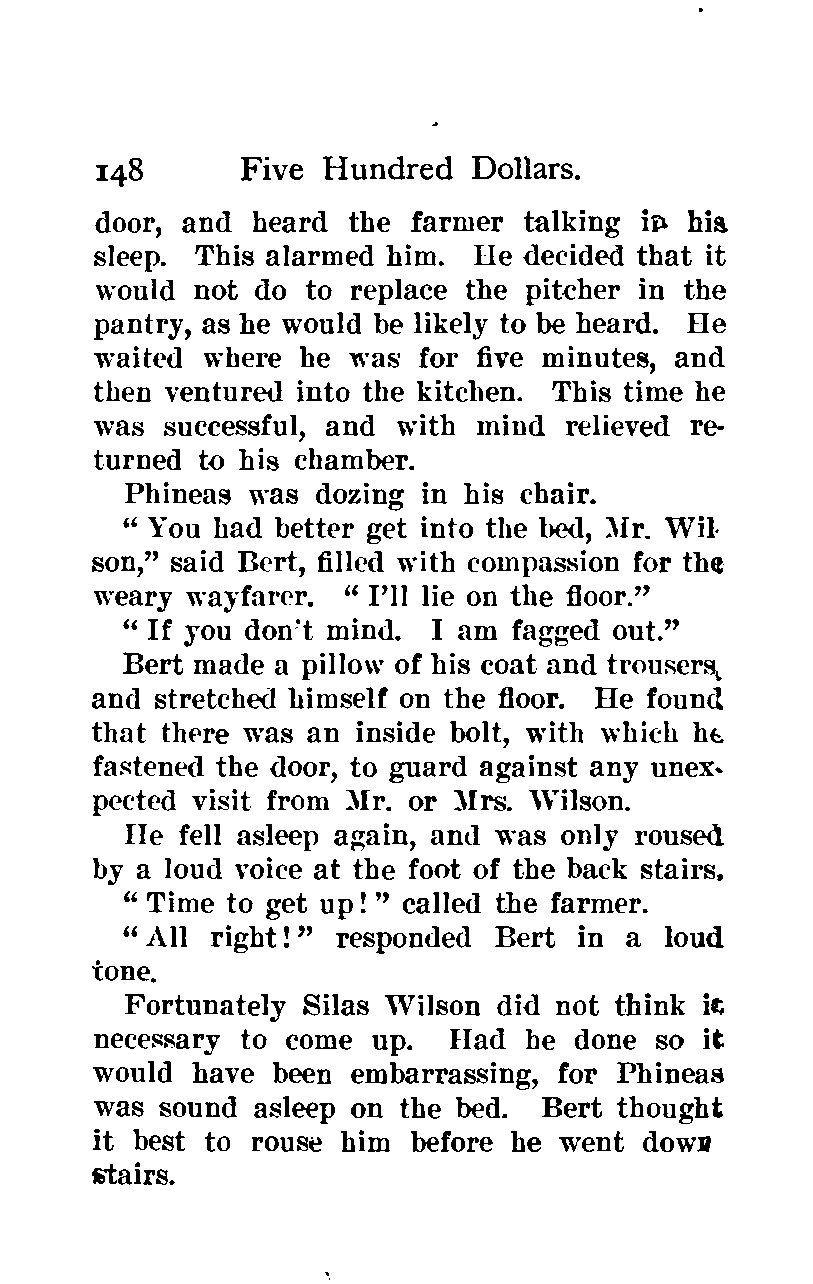 148 Five Hundred Dollars.
door, and heard the farmer talking in his
sleep. This alarmed him. He decided that it
would not do to replace the pitcher in the
pantry, as he would be likely to be heard. He
waited where he was for five minutes, and
then ventured into the kitchen. This time he
was successful, and with mind relieved re-
turned to his chamber.
Phineas was dozing in his chair.
“ You had better get into the bed, Mr. Wil-
son,” said Bert, filled with compassion for the
weary wayfarer. “ I’ll lie on the floor.”
“ If you don’t mind. I am fagged out.”
Bert made a pillow of his coat and trousers,
and stretched himself on the floor. He found
that there was an inside bolt, with which he
fastened the door, to guard against any unex-
pected visit from Mr. or Mrs. Wilson.
He fell asleep again, and was only roused
by a loud voice at the foot of the back stairs.
“ Time to get up! ” called the farmer.
“ All right! ” responded Bert in a loud
tone.
Fortunately Silas Wilson did not think it
necessary to come up. Had he done so it
would have been embarrassing, for Phineas
was sound asleep on the bed. Bert thought
it best to rouse him before he went down
stairs.